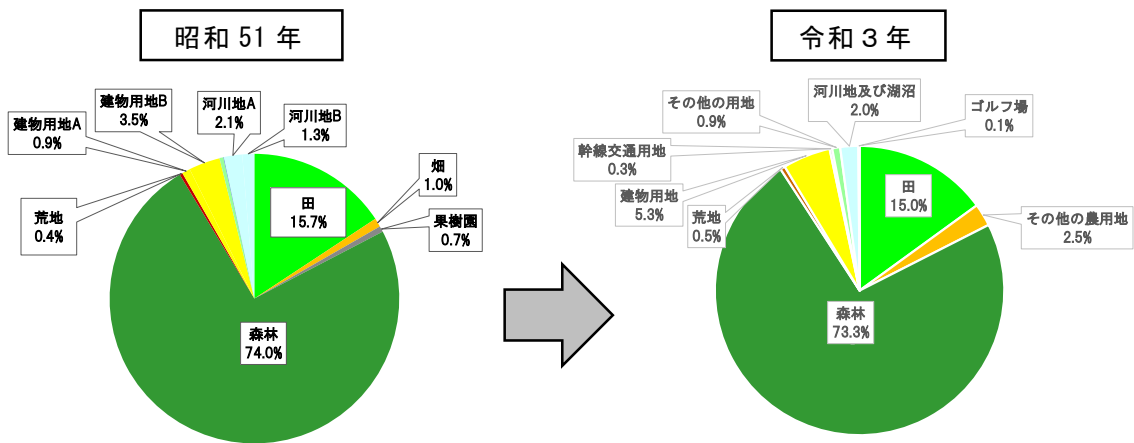 昭和 51 年
建物用地B
3.5%
河川地A
2.1%
河川地B
1.3%
建物用地A
0.9%
畑
1.0%
荒地
0.4%
田
15.7%
果樹園
0.7%
森林
74.0%
令和３年
その他の用地
0.9%
河川地及び湖沼
2.0%
ゴルフ場
0.1%
幹線交通用地
0.3%
建物用地
5.3%
荒地
0.5%
田
15.0%
その他の農用地
2.5%
森林
73.3%